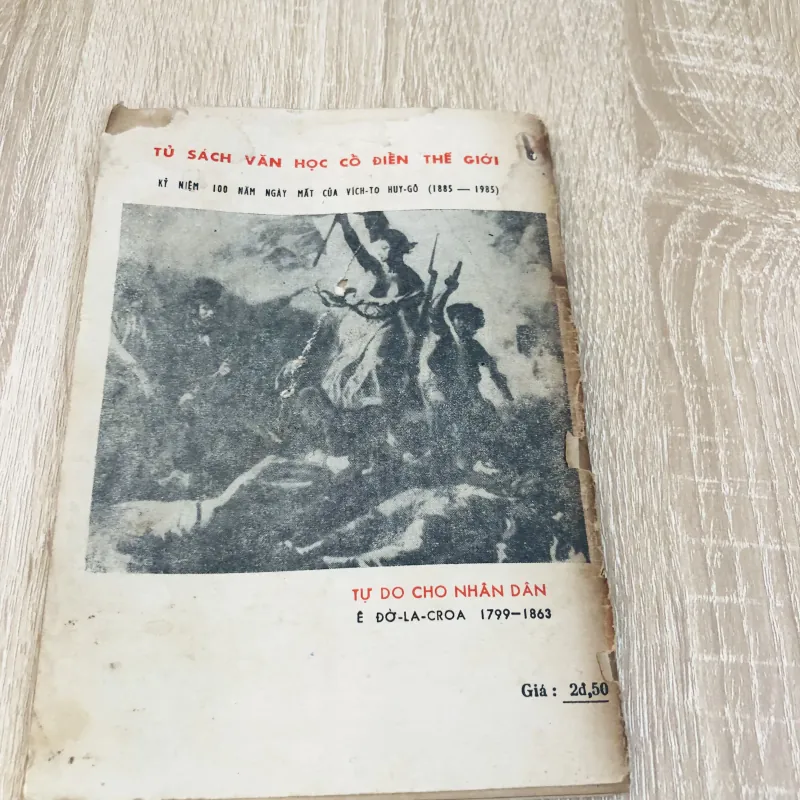 TỦ SÁCH VĂN HỌC CỔ ĐIỂN THẾ GIỚI
KỶ NIỆM 100 NĂM NGÀY MẤT CỦA VÍCH-TO HUY-GÔ (1885 — 1985)
TỰ DO CHO NHÂN DÂN
Ê ĐỜ-LA-CROA 1799-1863
Giá : 2đ,50